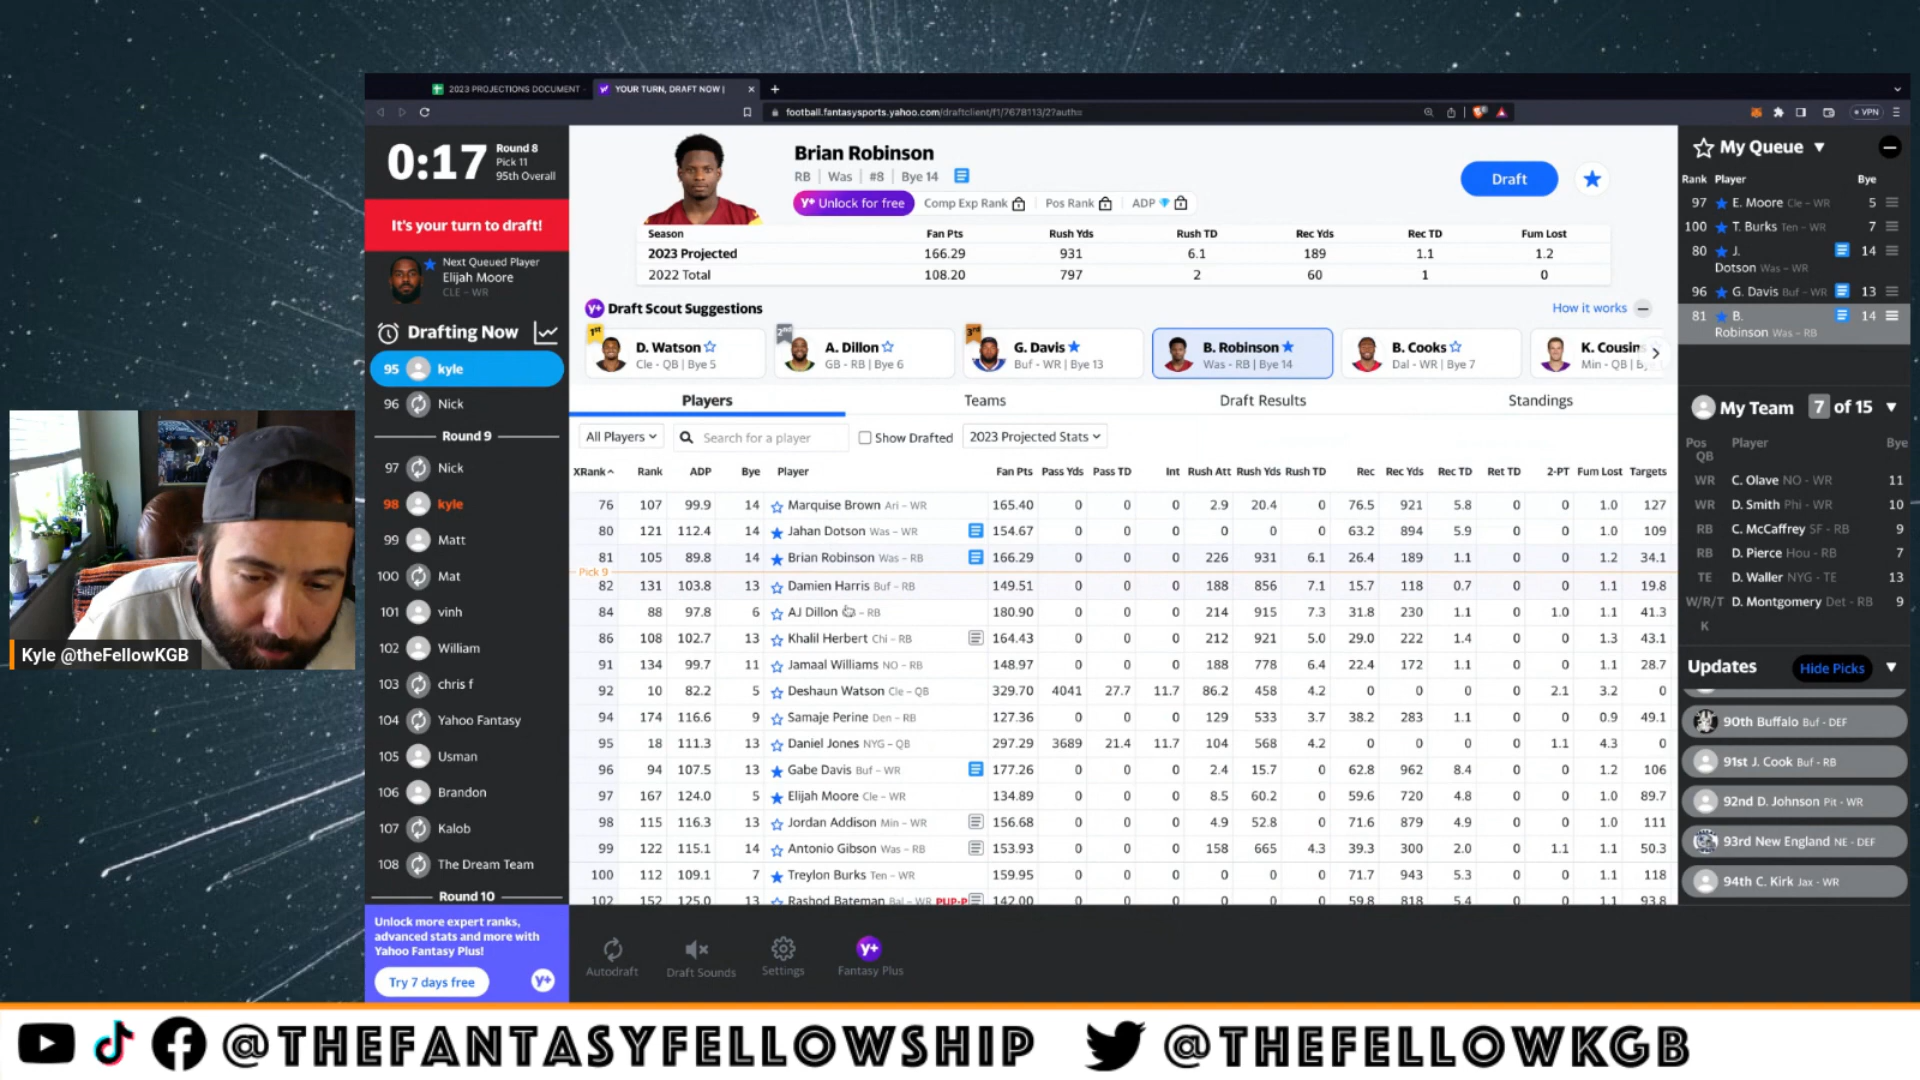 2023 PROJECTIONS DOCUMENT
YOUR TURN, DRAFT NOW |
football.fantasysports.yahoo.com/draftclient/f1/7678113/2?auth=
VPN
0:17
Round 8
Pick 11
95th Overall
It's your turn to draft!
Next Queued Player
Elijah Moore
CLE – WR
Drafting Now
95 kyle
96 Nick
Round 9
97 Nick
98 kyle
99 Matt
100 Mat
101 vinh
102 William
103 chris f
104 Yahoo Fantasy
105 Usman
106 Brandon
107 Kalob
108 The Dream Team
Round 10
Unlock more expert ranks, advanced stats and more with Yahoo Fantasy Plus!
Try 7 days free
y+
Brian Robinson
RB | Was | #8 | Bye 14
Y+ Unlock for free Comp Exp Rank | Pos Rank | ADP
Draft
Season Fan Pts Rush Yds Rush TD Rec Yds Rec TD Fum Lost
2023 Projected 166.29 931 6.1 189 1.1 1.2
2022 Total 108.20 797 2 60 1 0
y+ Draft Scout Suggestions
How it works
1st D. Watson Cle - QB | Bye 5
2nd A. Dillon GB - RB | Bye 6
3rd G. Davis Buf - WR | Bye 13
B. Robinson Was - RB | Bye 14
B. Cooks Dal - WR | Bye 7
K. Cousins Min - QB |
Players Teams Draft Results Standings
All Players Search for a player Show Drafted 2023 Projected Stats
XRank Rank ADP Bye Player Fan Pts Pass Yds Pass TD Int Rush Att Rush Yds Rush TD Rec Rec Yds Rec TD Ret TD 2-PT Fum Lost Targets
76 107 99.9 14 Marquise Brown Ari – WR 165.40 0 0 0 2.9 20.4 0 76.5 921 5.8 0 0 1.0 127
80 121 112.4 14 Jahan Dotson Was – WR 154.67 0 0 0 0 0 0 63.2 894 5.9 0 0 1.0 109
81 105 89.8 14 Brian Robinson Was – RB 166.29 0 0 0 226 931 6.1 26.4 189 1.1 0 0 1.2 34.1
Pick 9
82 131 103.8 13 Damien Harris Buf – RB 149.51 0 0 0 188 856 7.1 15.7 118 0.7 0 0 1.1 19.8
84 88 97.8 6 AJ Dillon – RB 180.90 0 0 0 214 915 7.3 31.8 230 1.1 0 1.0 1.1 41.3
86 108 102.7 13 Khalil Herbert Chi – RB 164.43 0 0 0 212 921 5.0 29.0 222 1.4 0 0 1.3 43.1
91 134 99.7 11 Jamaal Williams NO – RB 148.97 0 0 0 188 778 6.4 22.4 172 1.1 0 0 1.1 28.7
92 10 82.2 5 Deshaun Watson Cle – QB 329.70 4041 27.7 11.7 86.2 458 4.2 0 0 0 0 2.1 3.2 0
94 174 116.6 9 Samaje Perine Den – RB 127.36 0 0 0 129 533 3.7 38.2 283 1.1 0 0 0.9 49.1
95 18 111.3 13 Daniel Jones NYG – QB 297.29 3689 21.4 11.7 104 568 4.2 0 0 0 0 1.1 4.3 0
96 94 107.5 13 Gabe Davis Buf – WR 177.26 0 0 0 2.4 15.7 0 62.8 962 8.4 0 0 1.2 106
97 167 124.0 5 Elijah Moore Cle – WR 134.89 0 0 0 8.5 60.2 0 59.6 720 4.8 0 0 1.0 89.7
98 115 116.3 13 Jordan Addison Min – WR 156.68 0 0 0 4.9 52.8 0 71.6 879 4.9 0 0 1.0 111
99 122 115.1 14 Antonio Gibson Was – RB 153.93 0 0 0 158 665 4.3 39.3 300 2.0 0 1.1 1.1 50.3
100 112 109.1 7 Treylon Burks Ten – WR 159.95 0 0 0 0 0 0 71.7 943 5.3 0 0 1.1 118
102 152 125.0 13 Rashod Bateman Bal – WR PUP-P 142.00 0 0 0 0 0 0 59.8 818 5.4 0 0 1.1 93.8
Autodraft Draft Sounds Settings Fantasy Plus
My Queue
Rank Player Bye
97 E. Moore Cle – WR 5
100 T. Burks Ten – WR 7
80 J. Dotson Was – WR 14
96 G. Davis Buf – WR 13
81 B. Robinson Was – RB 14
My Team 7 of 15
Pos Player Bye
QB
WR C. Olave NO - WR 11
WR D. Smith Phi - WR 10
RB C. McCaffrey SF - RB 9
RB D. Pierce Hou - RB 7
TE D. Waller NYG - TE 13
W/R/T D. Montgomery Det - RB 9
K
Updates Hide Picks
90th Buffalo Buf - DEF
91st J. Cook Buf - RB
92nd D. Johnson Pit - WR
93rd New England NE - DEF
94th C. Kirk Jax - WR
Kyle @theFellowKGB
@THEFANTASYFELLOWSHIP @THEFELLOWKGB